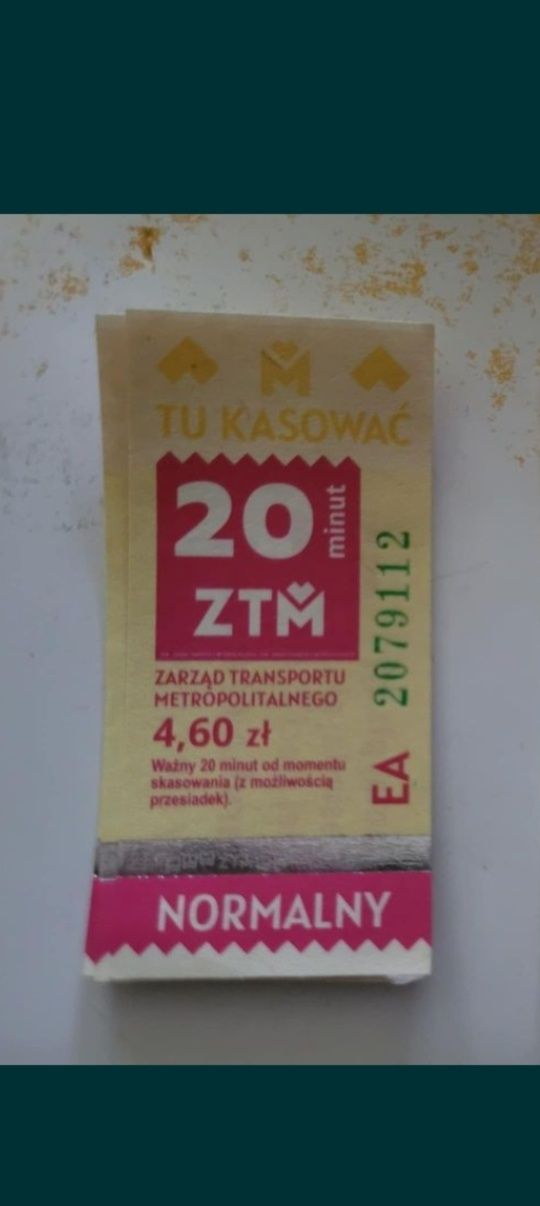 TU KASOWAĆ
20 minut
ZTM
ZARZĄD TRANSPORTU
METROPOLITALNEGO
4,60 zł
Ważny 20 minut od momentu
skasowania (z możliwością
przesiadek).
EA 2079112
NORMALNY